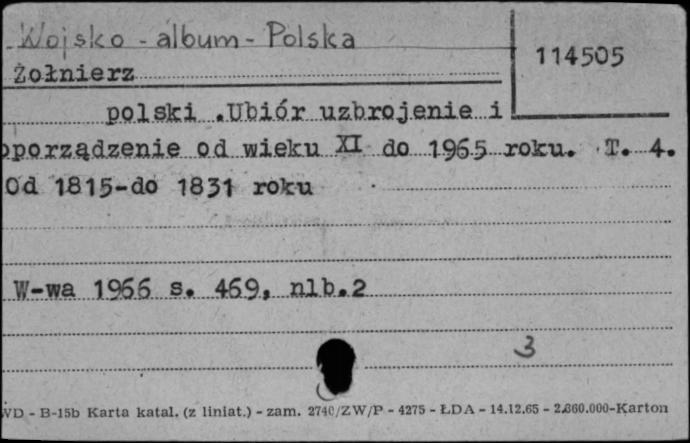 Wojsko - album - Polska
114505
Żołnierz
polski .Ubiór uzbrojenie i
oporządzenie od wieku XI do 1965 roku. T. 4.
Od 1815-do 1831 roku
W-wa 1966 s. 469, nlb.2
3
WD - B-15b Karta katal. (z liniat.) - zam. 2740/ZW/P - 4275 - ŁDA - 14.12.65 - 2.860.000-Karton